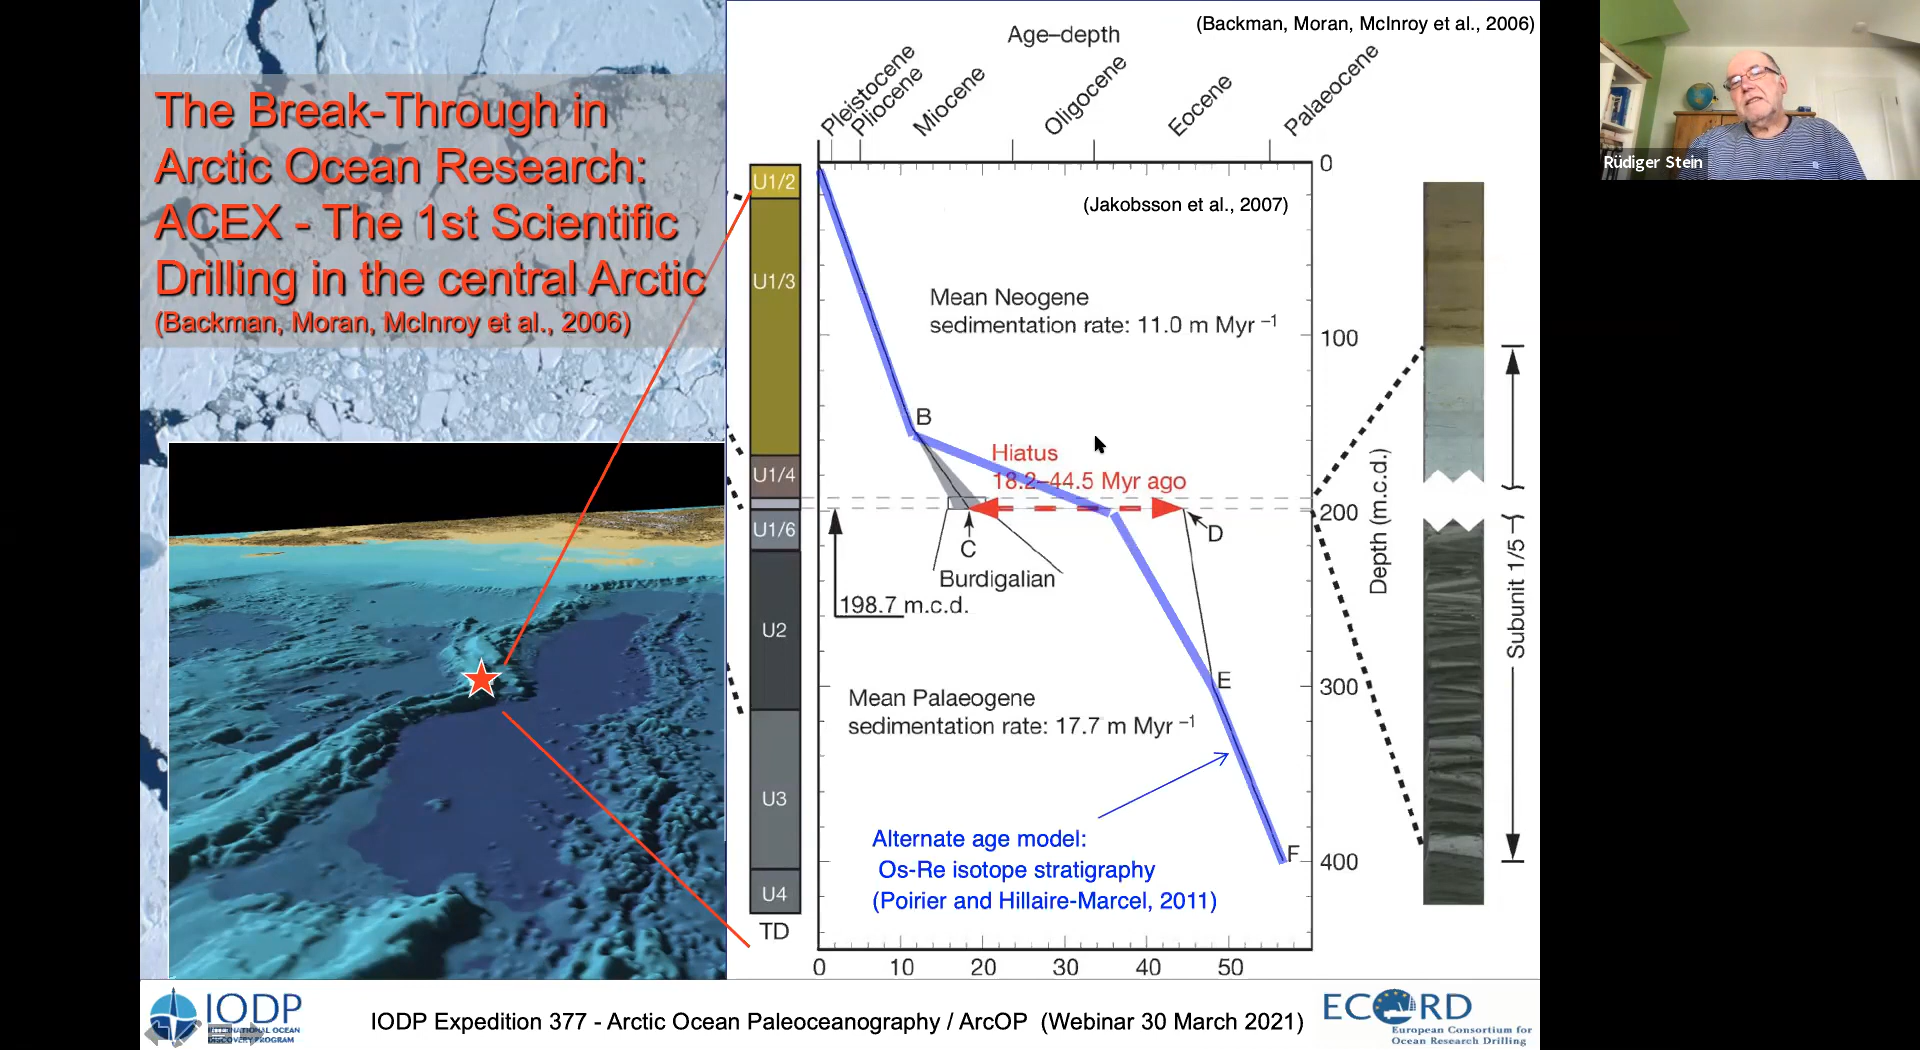 The Break-Through in
Arctic Ocean Research:
ACEX - The 1st Scientific
Drilling in the central Arctic
(Backman, Moran, McInroy et al., 2006)
(Backman, Moran, McInroy et al., 2006)
Age–depth
Pleistocene
Pliocene
Miocene
Oligocene
Eocene
Palaeocene
U1/2
U1/3
U1/4
U1/6
U2
U3
U4
TD
(Jakobsson et al., 2007)
Mean Neogene
sedimentation rate: 11.0 m Myr –1
B
Hiatus
18.2–44.5 Myr ago
C
D
Burdigalian
198.7 m.c.d.
E
Mean Palaeogene
sedimentation rate: 17.7 m Myr –1
F
Alternate age model:
Os-Re isotope stratigraphy
(Poirier and Hillaire-Marcel, 2011)
0
100
200
300
400
Depth (m.c.d.)
0 10 20 30 40 50
Subunit 1/5
Rüdiger Stein
IODP
INTERNATIONAL OCEAN
DISCOVERY PROGRAM
IODP Expedition 377 - Arctic Ocean Paleoceanography / ArcOP (Webinar 30 March 2021)
ECORD
European Consortium for
Ocean Research Drilling